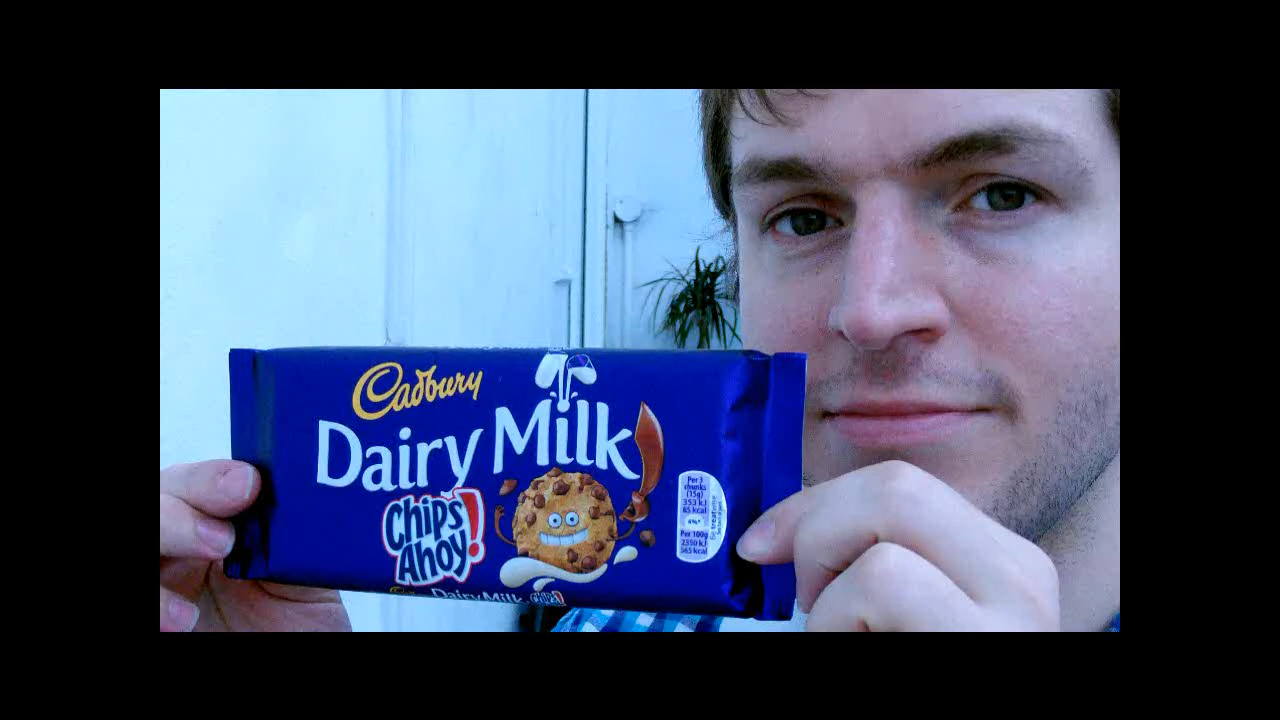 Cadbury
Dairy Milk
Chips
Ahoy!
Per 3
chunks
(15g)
353 kJ
85 kcal
4%*
Per 100g
2350 kJ
565 kcal
Dairy Milk